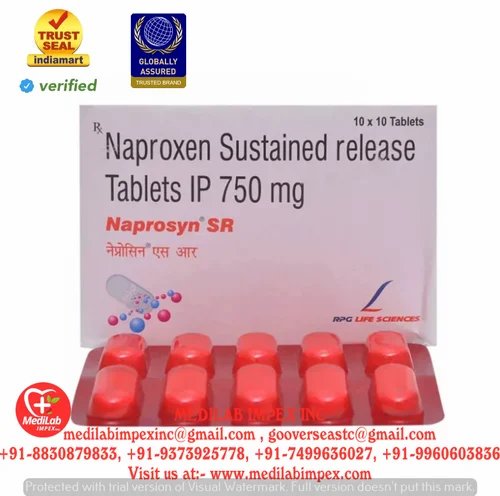 TRUST
SEAL
indiamart
verified
GLOBALLY
ASSURED
TRUSTED BRAND
10 x 10 Tablets
Rx
Naproxen Sustained release
Tablets IP 750 mg
Naprosyn® SR
नेप्रोसिन® एस आर
RPG LIFE SCIENCES
MediLab
IMPEX
MEDILAB IMPEX INC
medilabimpexinc@gmail.com , gooverseastc@gmail.com
+91-8830879833, +91-9373925778, +91-7499636027, +91-9960603836
Visit us at:- www.medilabimpex.com
Protected with trial version of Visual Watermark. Full version doesn't put this mark.